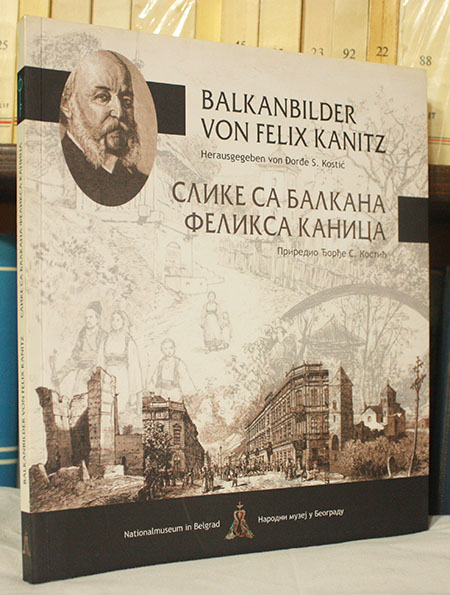 23
92
22
88
BALKANBILDER
VON FELIX KANITZ
Herausgegeben von Đorđe S. Kostić
СЛИКЕ СА БАЛКАНА
ФЕЛИКСА КАНИЦА
Приредио Ђорђе С. Костић
Nationalmuseum in Belgrad
Народни музеј у Београду
BALKANBILDER VON FELIX KANITZ
СЛИКЕ СА БАЛКАНА ФЕЛИКСА КАНИЦА